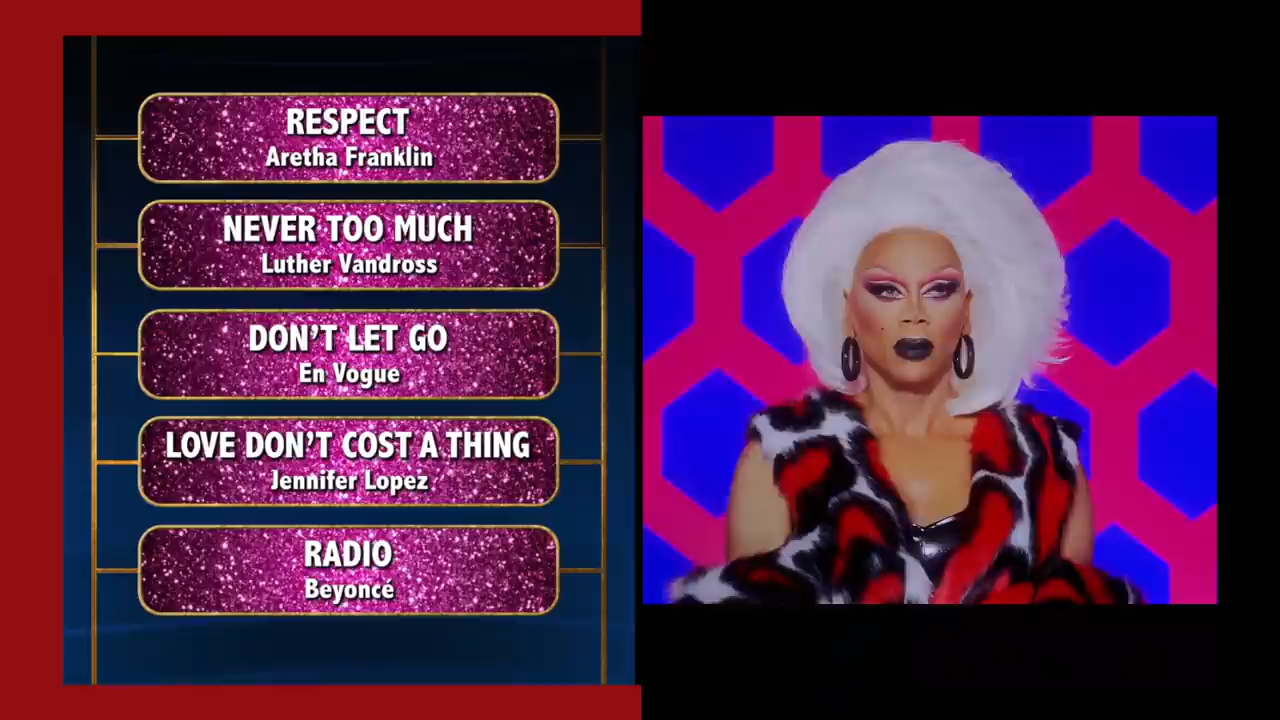 RESPECT
Aretha Franklin
NEVER TOO MUCH
Luther Vandross
DON'T LET GO
En Vogue
LOVE DON'T COST A THING
Jennifer Lopez
RADIO
Beyoncé